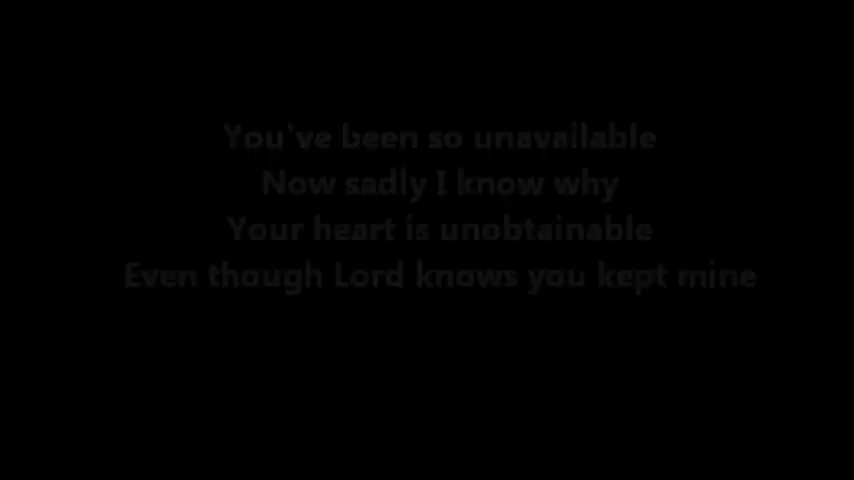 You've been so unavailable
Now sadly I know why
Your heart is unobtainable
Even though Lord knows you kept mine